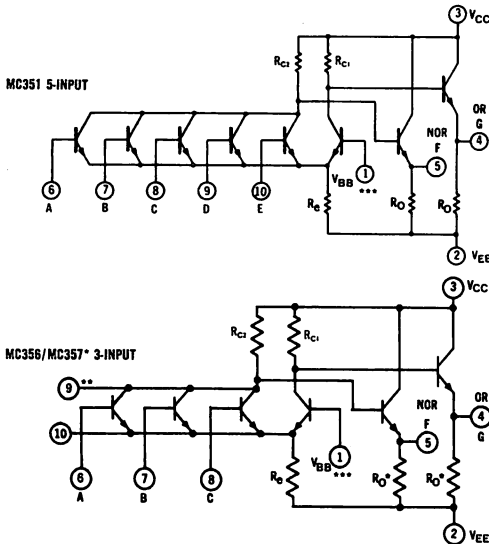 3 VCC
RC2 RC1
MC351 5-INPUT
OR
G
4
NOR
F
5
6 7 8 9 10
A B C D E
VBB 1
***
Re RO RO
2 VEE
3 VCC
RC2 RC1
MC356/MC357* 3-INPUT
9 **
OR
4
G
NOR
F
5
10
6 7 8
A B C
VBB 1
***
Re RO* RO*
2 VEE